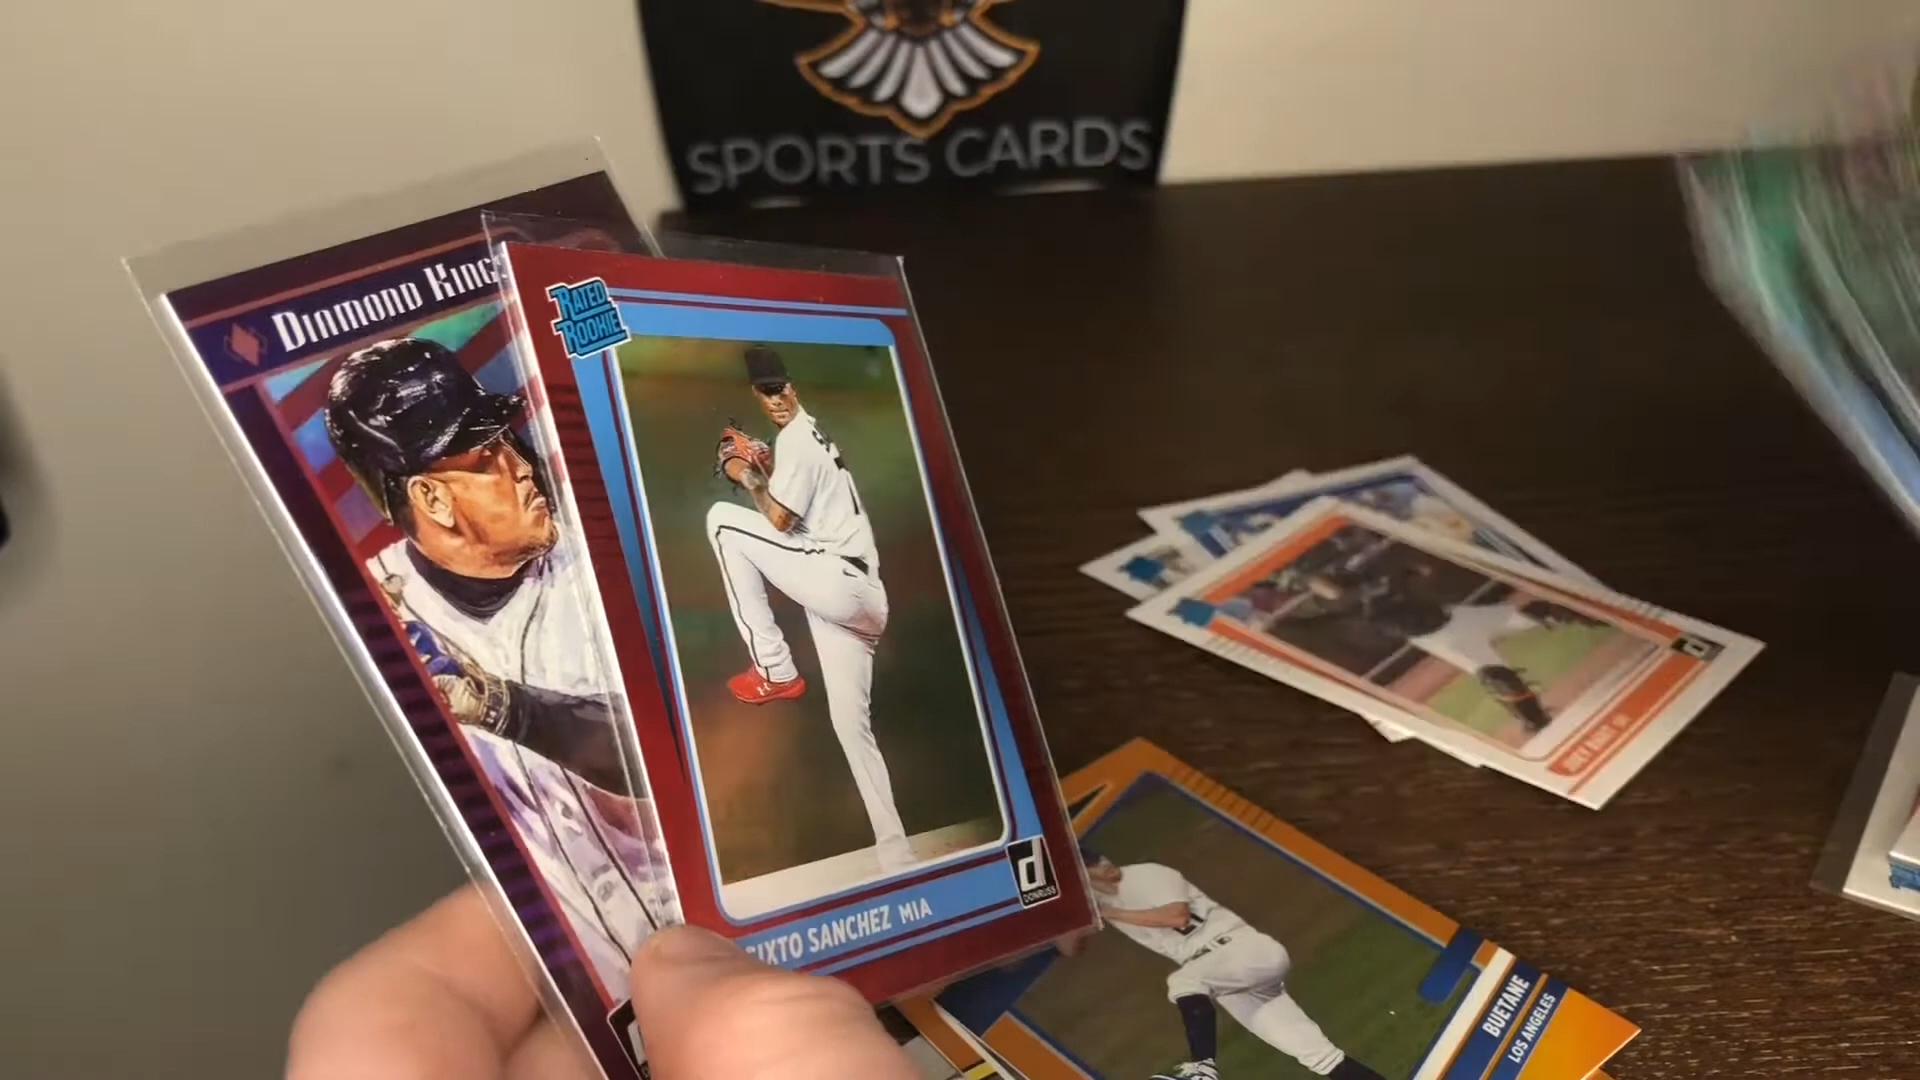 SPORTS CARDS
DIAMOND KINGS
RATED
ROOKIE
SIXTO SANCHEZ MIA
d
DONRUSS
BUETANE
LOS ANGELES